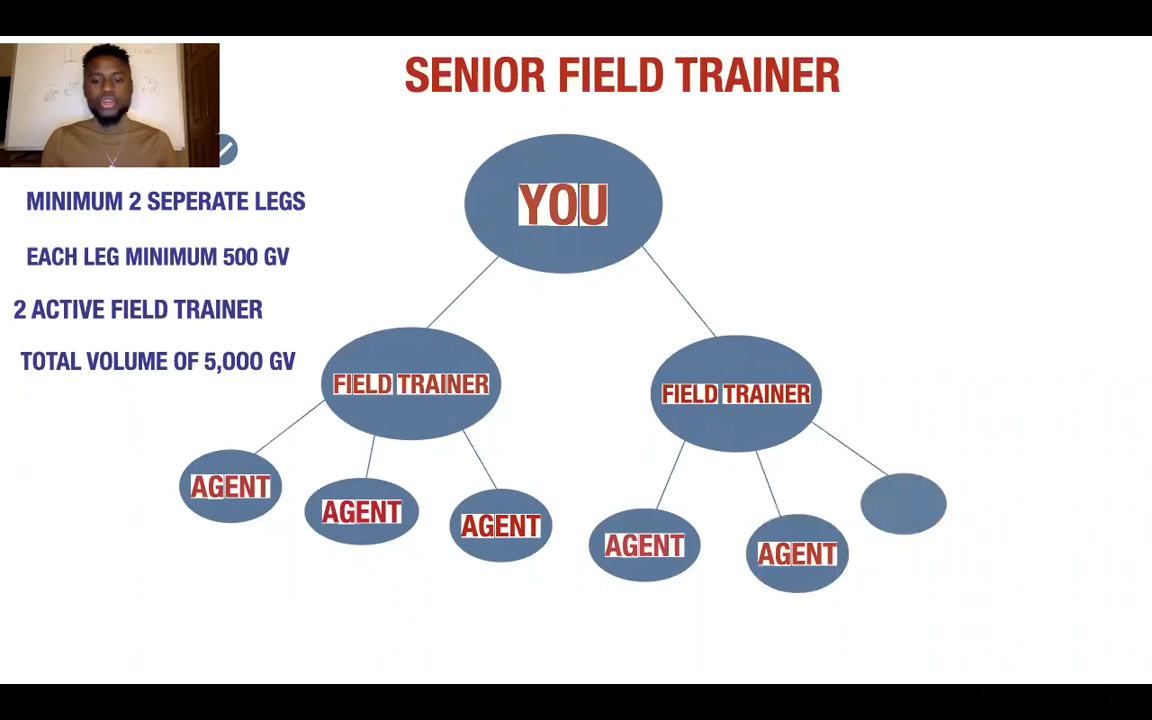 SENIOR FIELD TRAINER
MINIMUM 2 SEPERATE LEGS
EACH LEG MINIMUM 500 GV
2 ACTIVE FIELD TRAINER
TOTAL VOLUME OF 5,000 GV
YOU
FIELD TRAINER
FIELD TRAINER
AGENT
AGENT
AGENT
AGENT
AGENT